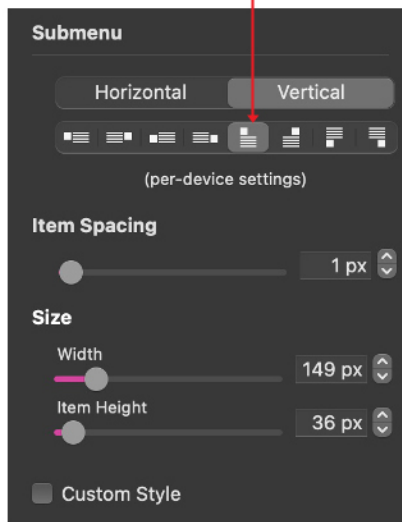 Submenu
Horizontal Vertical
(per-device settings)
Item Spacing
1 px
Size
Width
149 px
Item Height
36 px
Custom Style